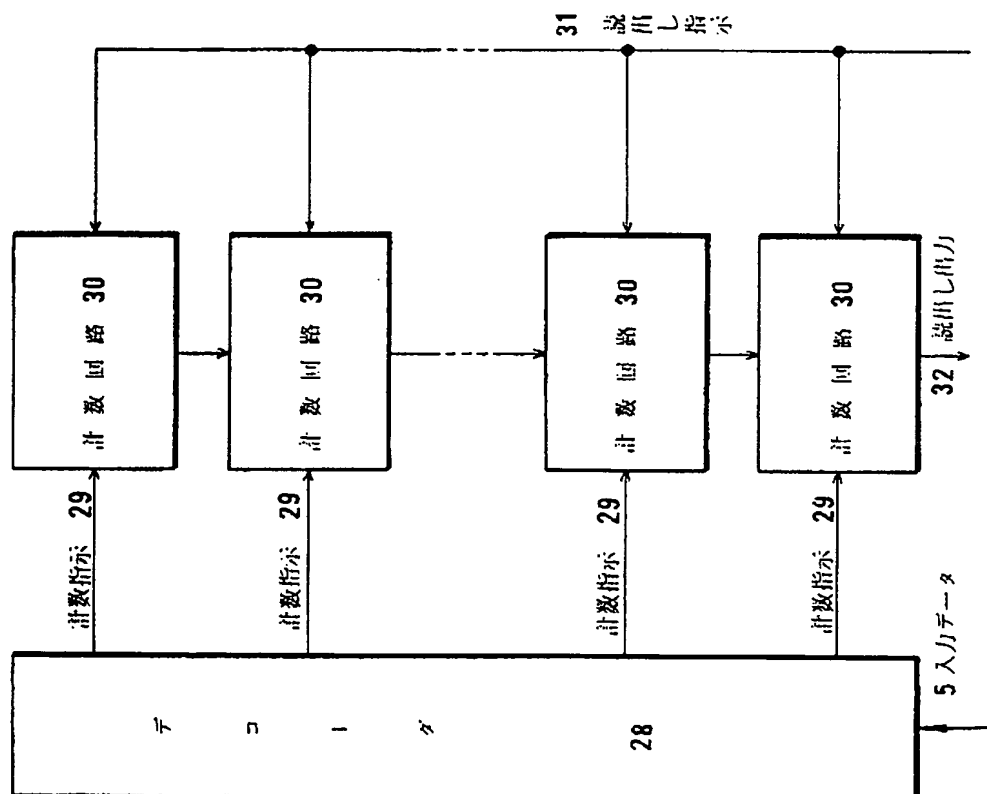 31 読出し指示
計数回路 30
計数回路 30
計数回路 30
計数回路 30
計数指示 29
計数指示 29
計数指示 29
計数指示 29
32 読出し出力
デコーダ 28
5 入力データ